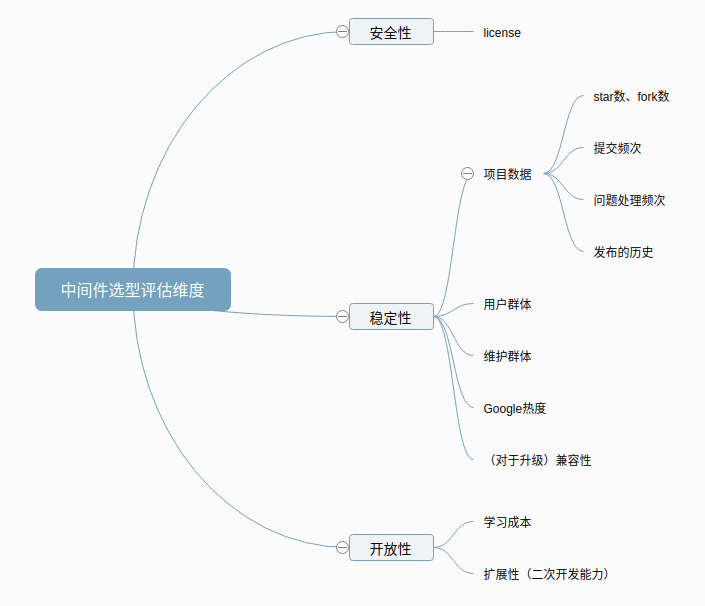 中间件选型评估维度
安全性
license
稳定性
项目数据
star数、fork数
提交频次
问题处理频次
发布的历史
用户群体
维护群体
Google热度
（对于升级）兼容性
开放性
学习成本
扩展性（二次开发能力）